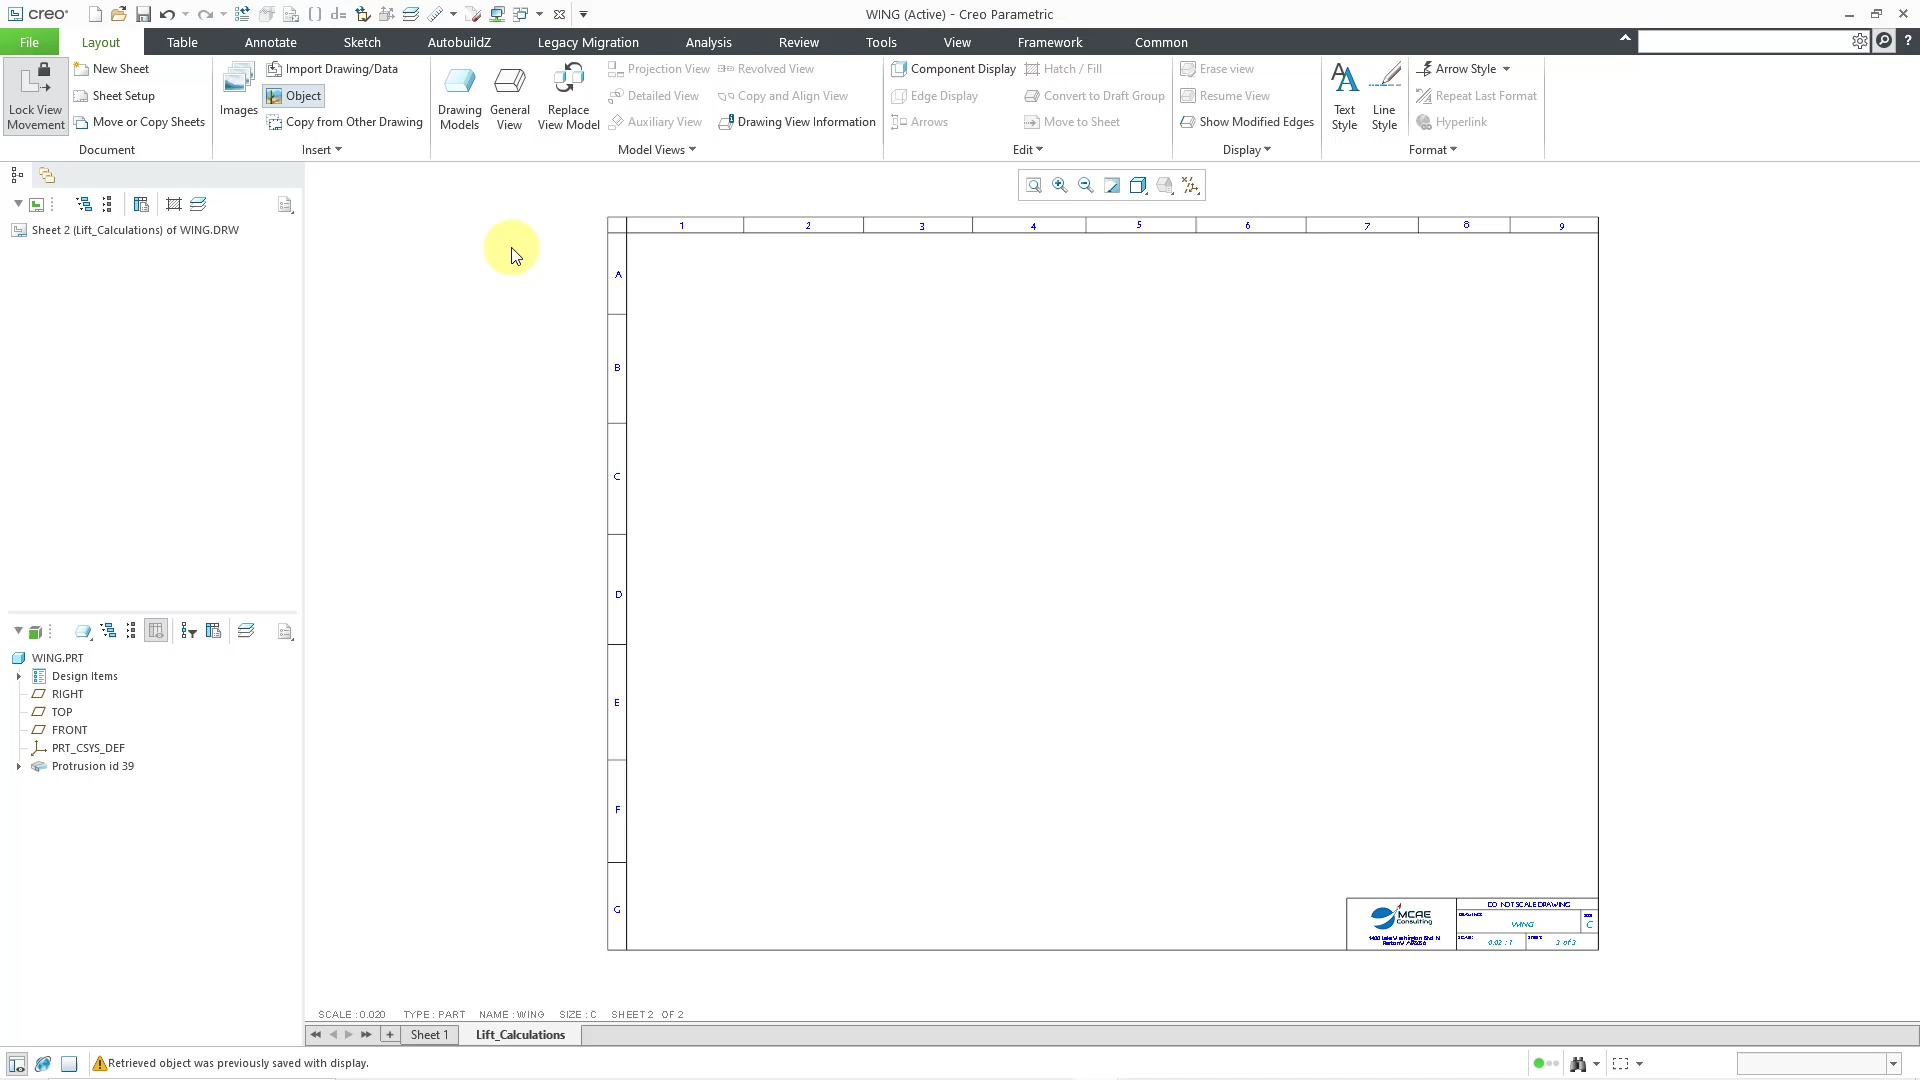 creo
WING (Active) - Creo Parametric
File
Layout
Table
Annotate
Sketch
AutobuildZ
Legacy Migration
Analysis
Review
Tools
View
Framework
Common
Lock View Movement
New Sheet
Sheet Setup
Move or Copy Sheets
Document
Images
Import Drawing/Data
Object
Copy from Other Drawing
Insert
Drawing Models
General View
Replace View Model
Projection View
Detailed View
Auxiliary View
Revolved View
Copy and Align View
Drawing View Information
Model Views
Component Display
Edge Display
Arrows
Hatch / Fill
Convert to Draft Group
Move to Sheet
Edit
Erase view
Resume View
Show Modified Edges
Display
Text Style
Line Style
Arrow Style
Repeat Last Format
Hyperlink
Format
Sheet 2 (Lift_Calculations) of WING.DRW
WING.PRT
Design Items
RIGHT
TOP
FRONT
PRT_CSYS_DEF
Protrusion id 39
1 2 3 4 5 6 7 8 9
A
B
C
D
E
F
G
MCAE
Consulting
DO NOT SCALE DRAWING
WING
C
0.02 : 1
SCALE : 0.020 TYPE : PART NAME : WING SIZE : C SHEET 2 OF 2
Sheet 1
Lift_Calculations
Retrieved object was previously saved with display.